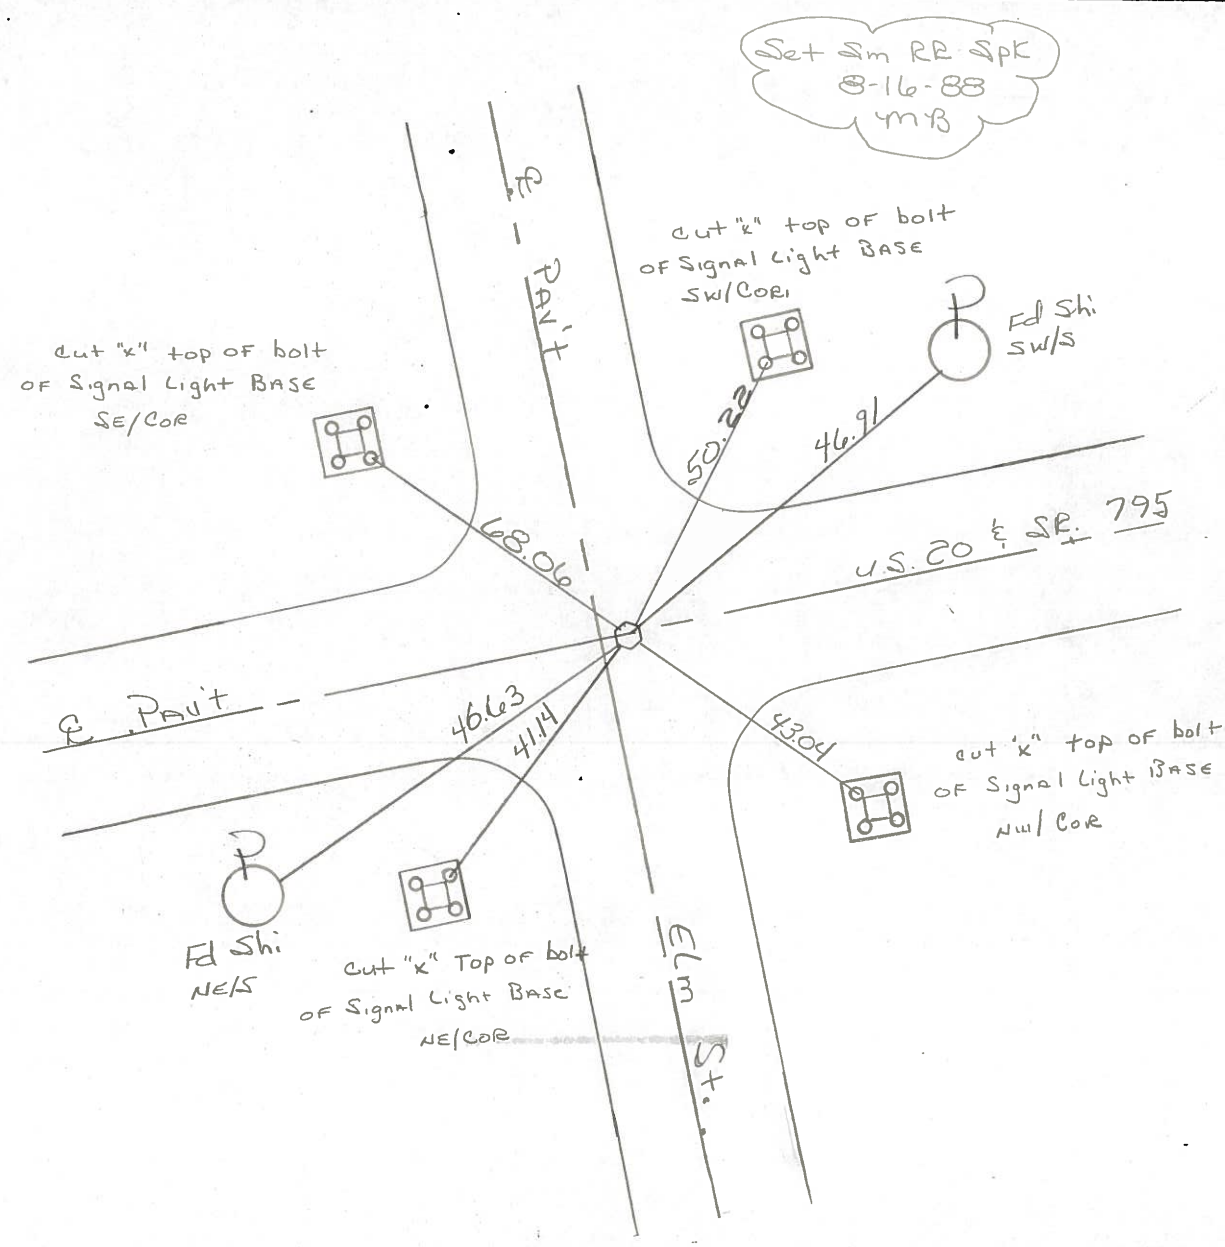 Set Sm RR Spk
8-16-88
MB
℄
Pav't
Cut "x" top of bolt
of Signal Light BASE
SW/COR.
P
Fd Shi
SW/S
Cut "x" top of bolt
of Signal Light BASE
SE/COR
50.22
46.91
68.06
U.S. 20 & SR. 795
℄ Pav't
46.63
41.14
43.04
Cut "x" top of bolt
of Signal Light BASE
NW/COR
P
Fd Shi
NE/S
Cut "x" Top of bolt
of Signal Light BASE
NE/COR
ELM St.